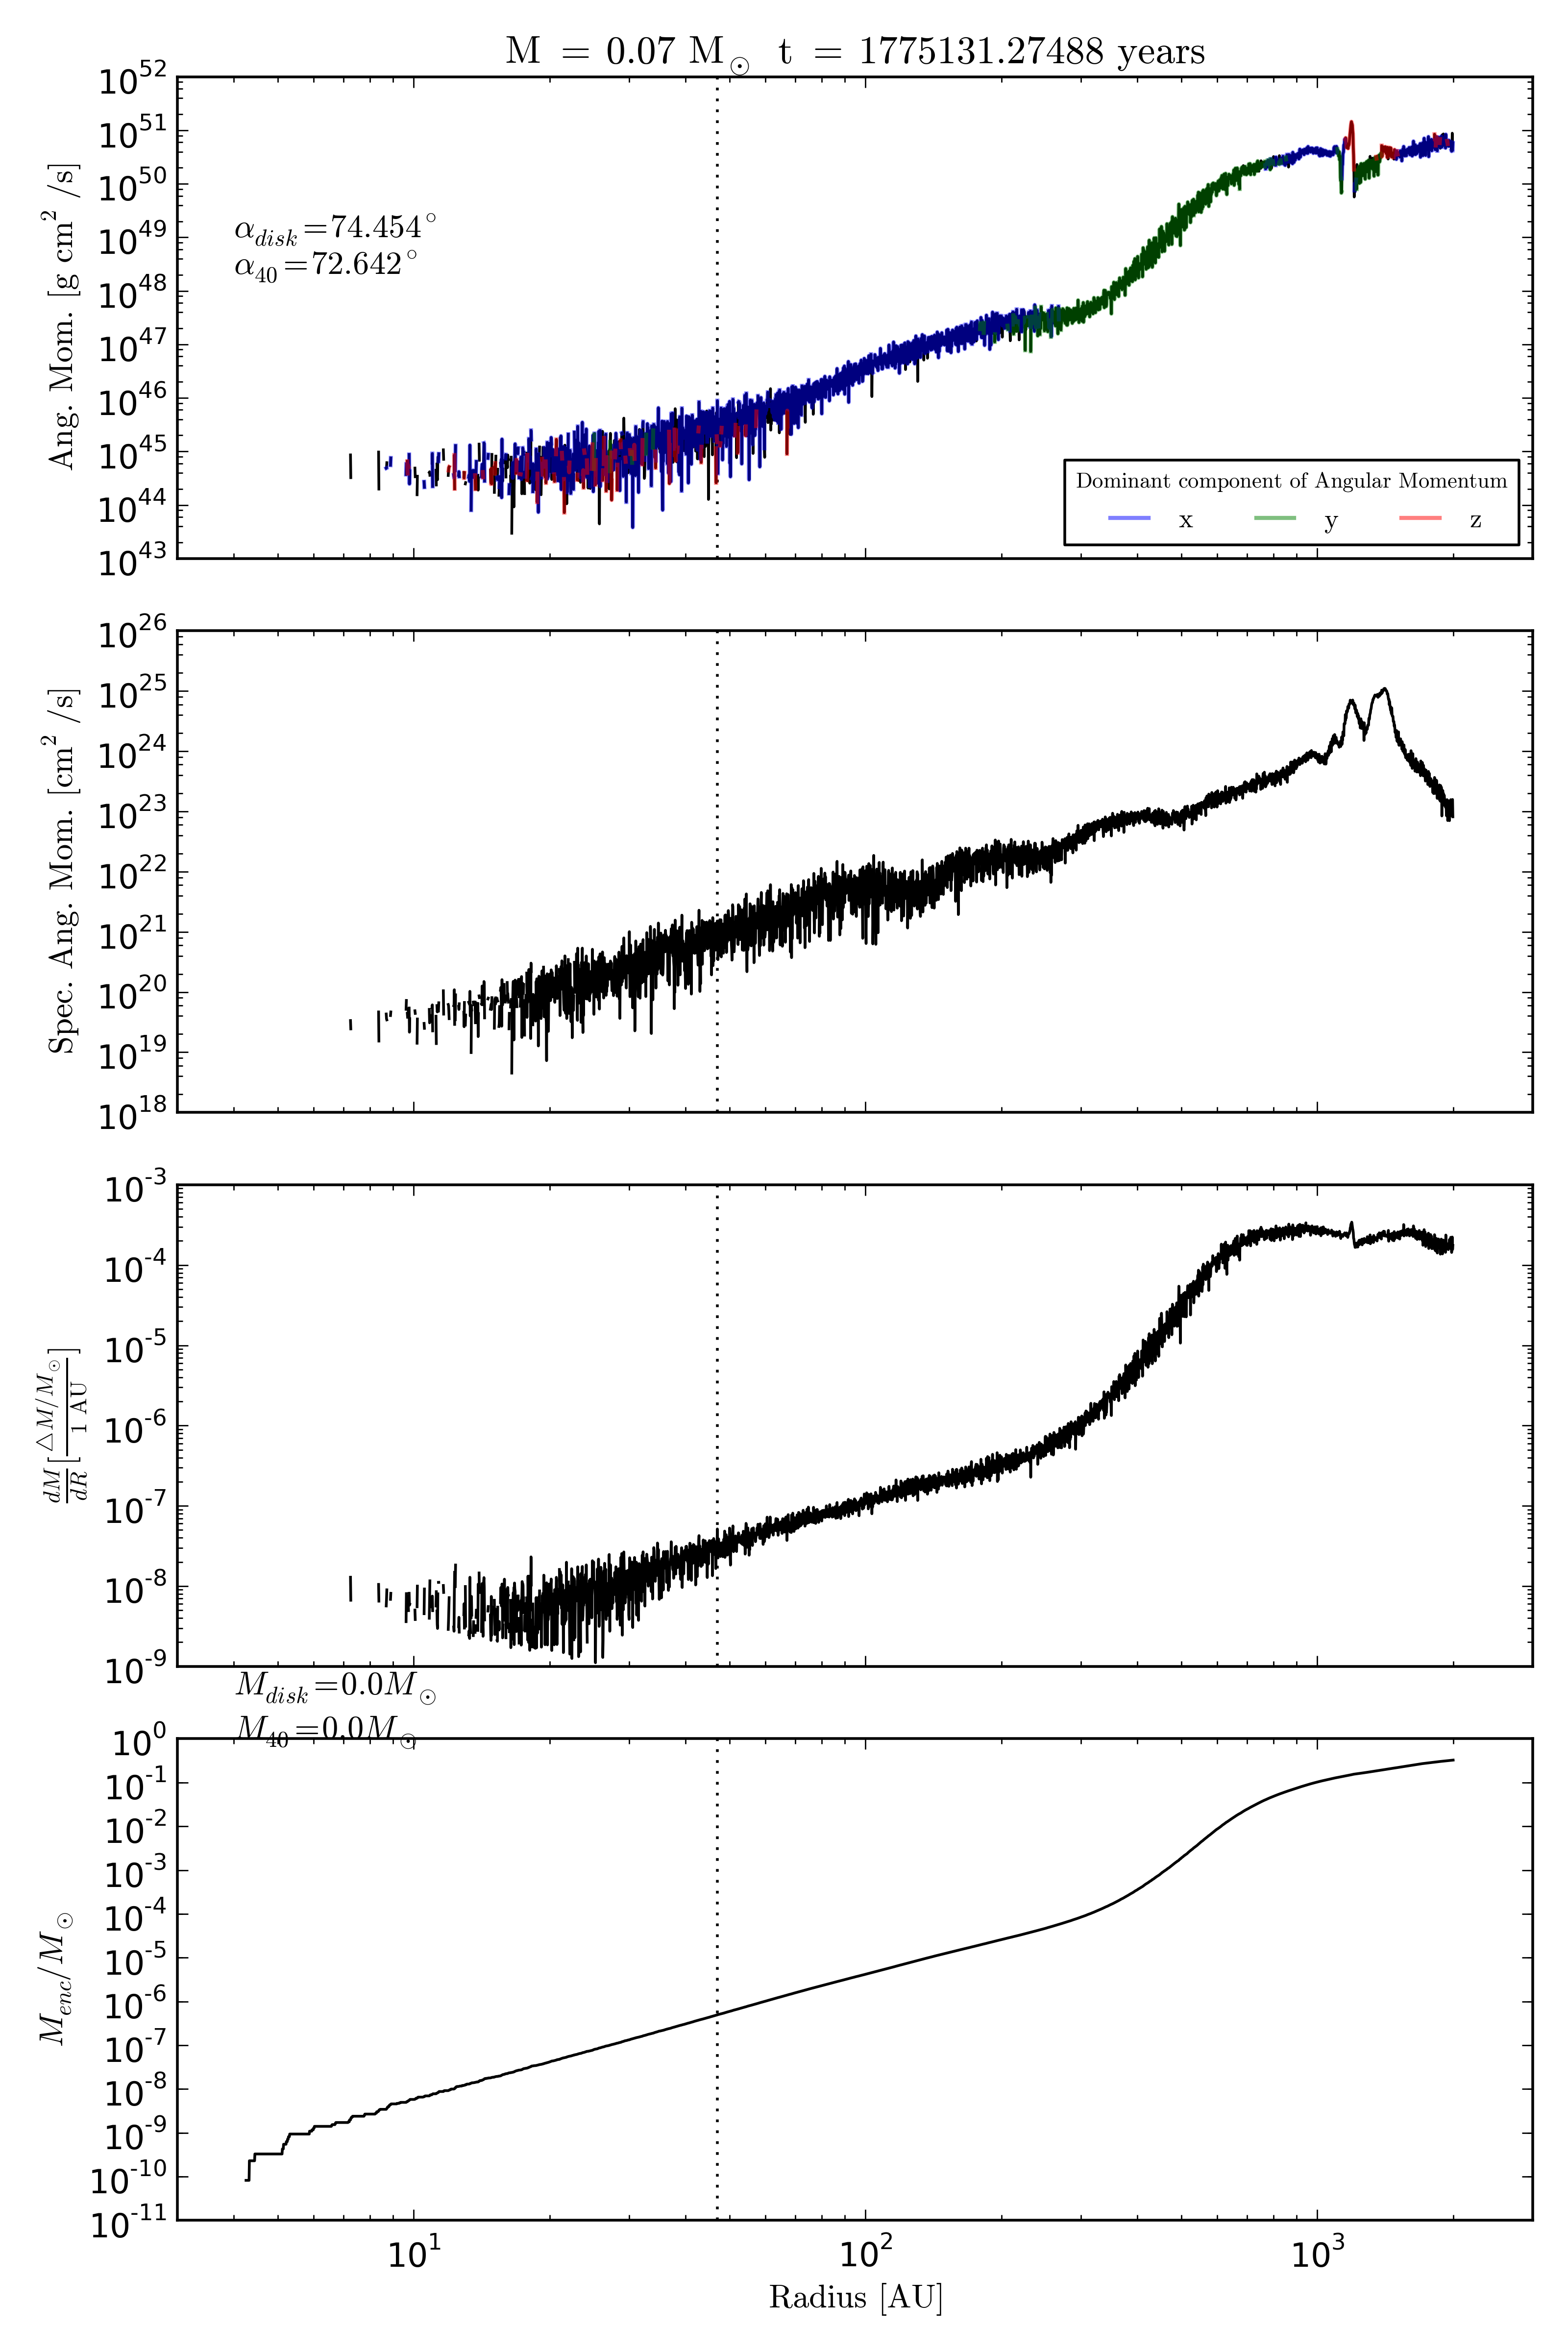 M = 0.07 M⊙ t = 1775131.27488 years
10^52
10^51
10^50
10^49
10^48
10^47
10^46
10^45
10^44
10^43
Ang. Mom. [g cm^2 /s]
α_disk=74.454°
α_40=72.642°
Dominant component of Angular Momentum
x y z
10^26
10^25
10^24
10^23
10^22
10^21
10^20
10^19
10^18
Spec. Ang. Mom. [cm^2 /s]
10^-3
10^-4
10^-5
10^-6
10^-7
10^-8
10^-9
dM/dR [△M/M⊙ / 1 AU]
M_disk=0.0M⊙
M_40=0.0M⊙
10^0
10^-1
10^-2
10^-3
10^-4
10^-5
10^-6
10^-7
10^-8
10^-9
10^-10
10^-11
M_enc/M⊙
10^1 10^2 10^3
Radius [AU]